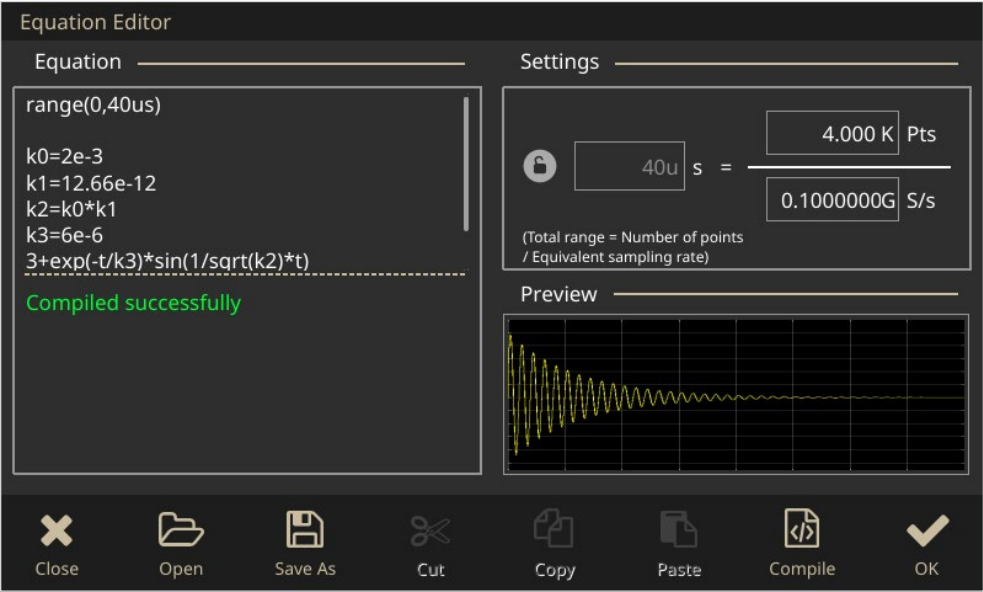 Equation Editor
Equation
range(0,40us)
k0=2e-3
k1=12.66e-12
k2=k0*k1
k3=6e-6
3+exp(-t/k3)*sin(1/sqrt(k2)*t)
Compiled successfully
Settings
40u s = 4.000 K Pts
0.1000000G S/s
(Total range = Number of points
/ Equivalent sampling rate)
Preview
Close Open Save As Cut Copy Paste Compile OK